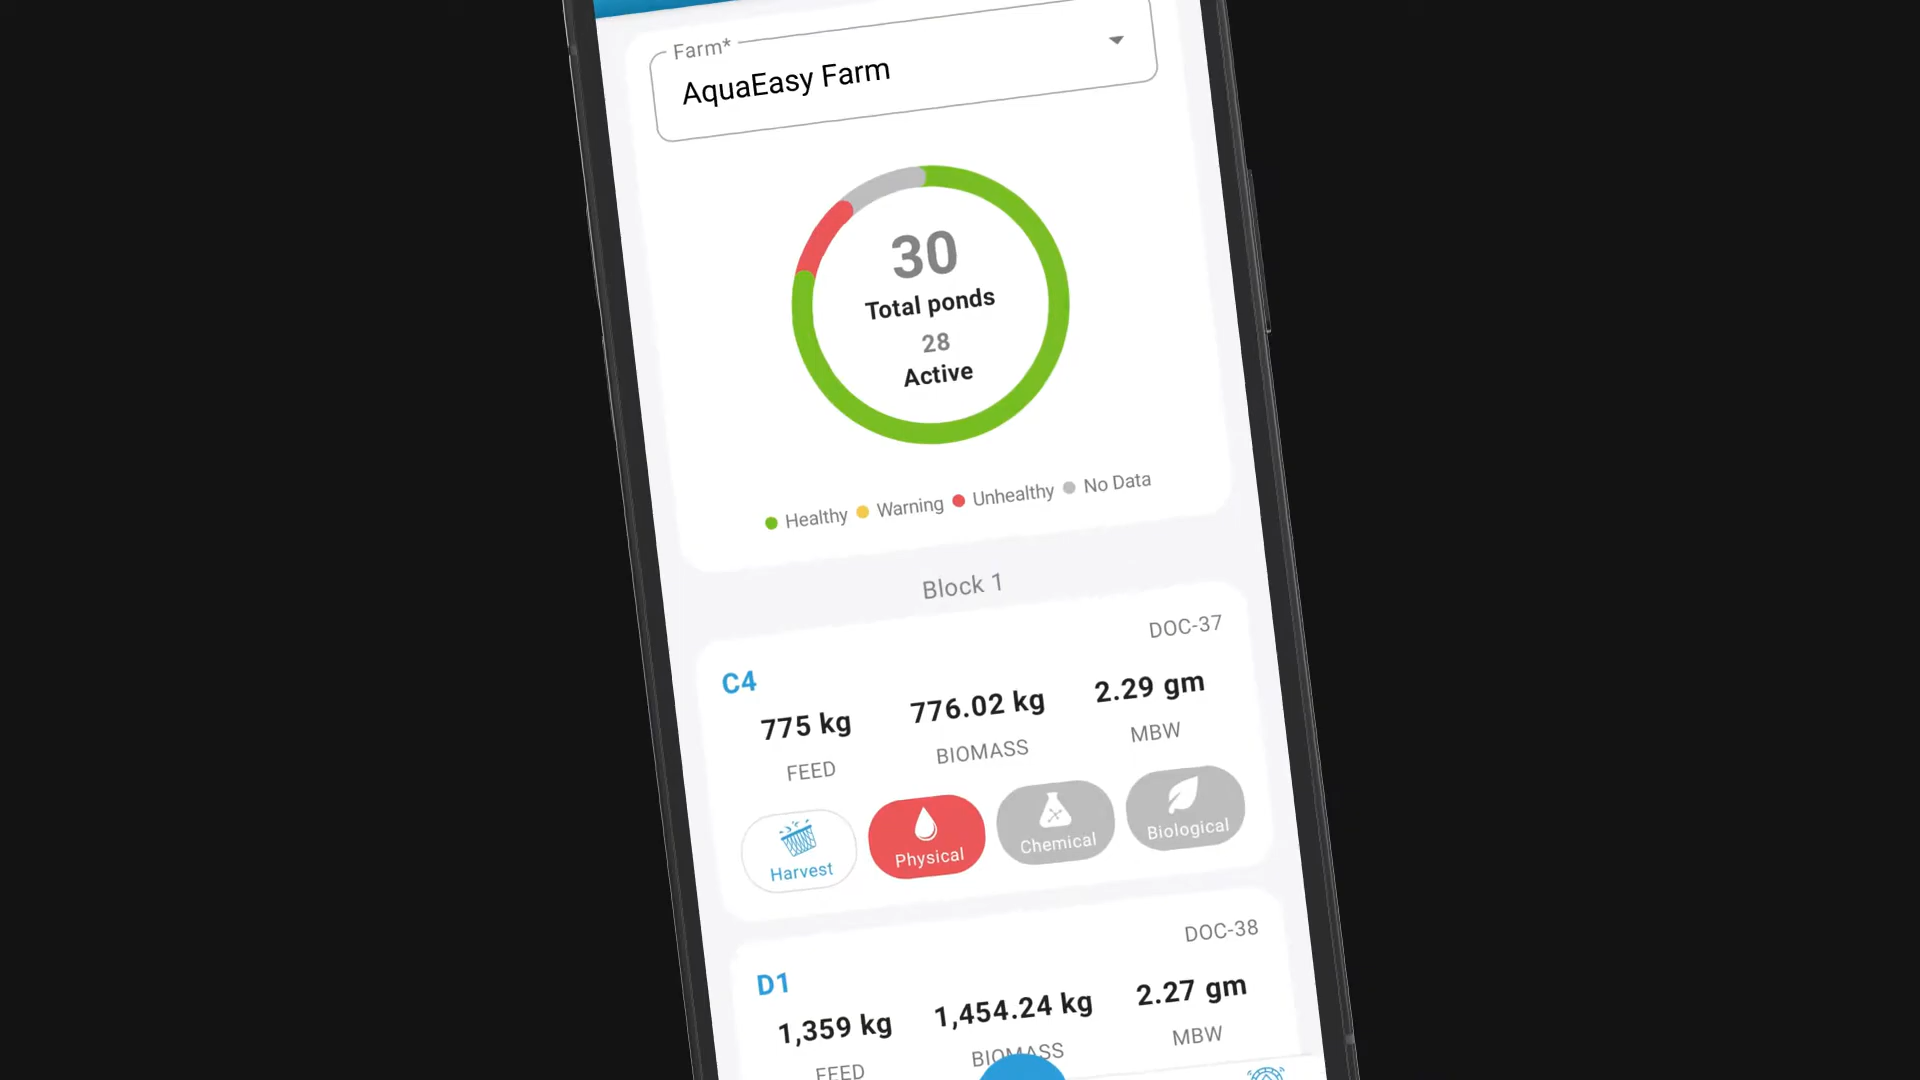 Farm*
AquaEasy Farm
30
Total ponds
28
Active
Healthy Warning Unhealthy No Data
Block 1
DOC-37
C4
775 kg 776.02 kg 2.29 gm
FEED BIOMASS MBW
Harvest Physical Chemical Biological
DOC-38
D1
1,359 kg 1,454.24 kg 2.27 gm
FEED BIOMASS MBW